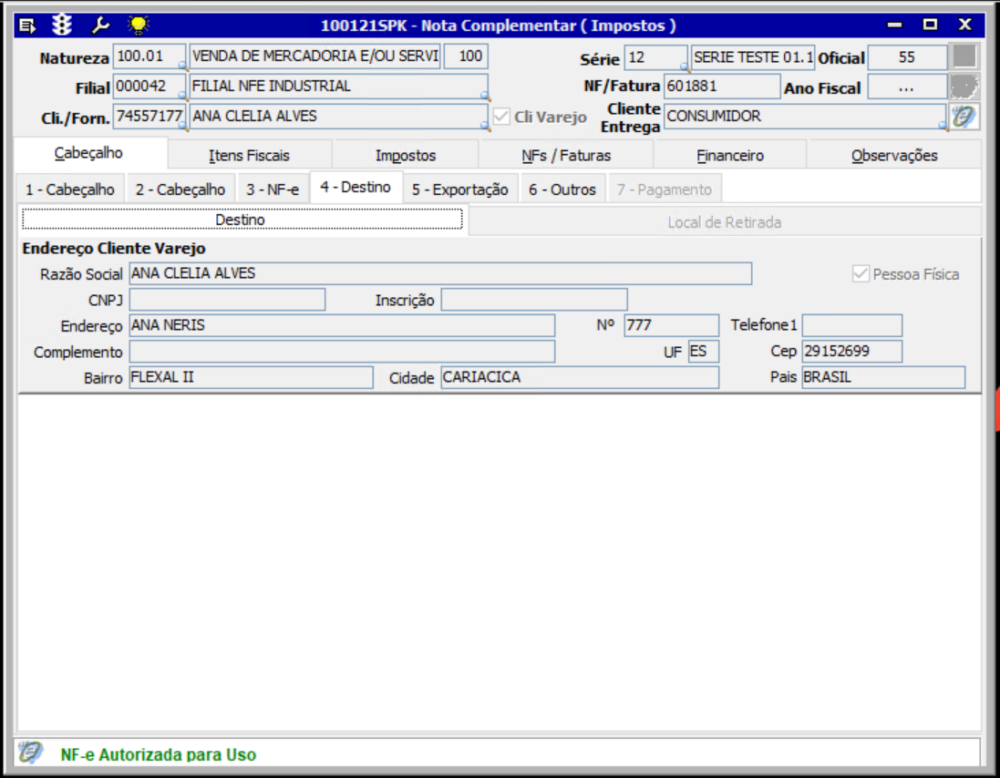 100121SPK - Nota Complementar ( Impostos )
Natureza 100.01 VENDA DE MERCADORIA E/OU SERVI 100 Série 12 SERIE TESTE 01.1 Oficial 55
Filial 000042 FILIAL NFE INDUSTRIAL NF/Fatura 601881 Ano Fiscal ...
Cli./Forn. 74557177 ANA CLELIA ALVES Cli Varejo Cliente Entrega CONSUMIDOR
Cabeçalho Itens Fiscais Impostos NFs / Faturas Financeiro Observações
1 - Cabeçalho 2 - Cabeçalho 3 - NF-e 4 - Destino 5 - Exportação 6 - Outros 7 - Pagamento
Destino Local de Retirada
Endereço Cliente Varejo
Razão Social ANA CLELIA ALVES Pessoa Física
CNPJ Inscrição
Endereço ANA NERIS Nº 777 Telefone1
Complemento UF ES Cep 29152699
Bairro FLEXAL II Cidade CARIACICA Pais BRASIL
NF-e Autorizada para Uso